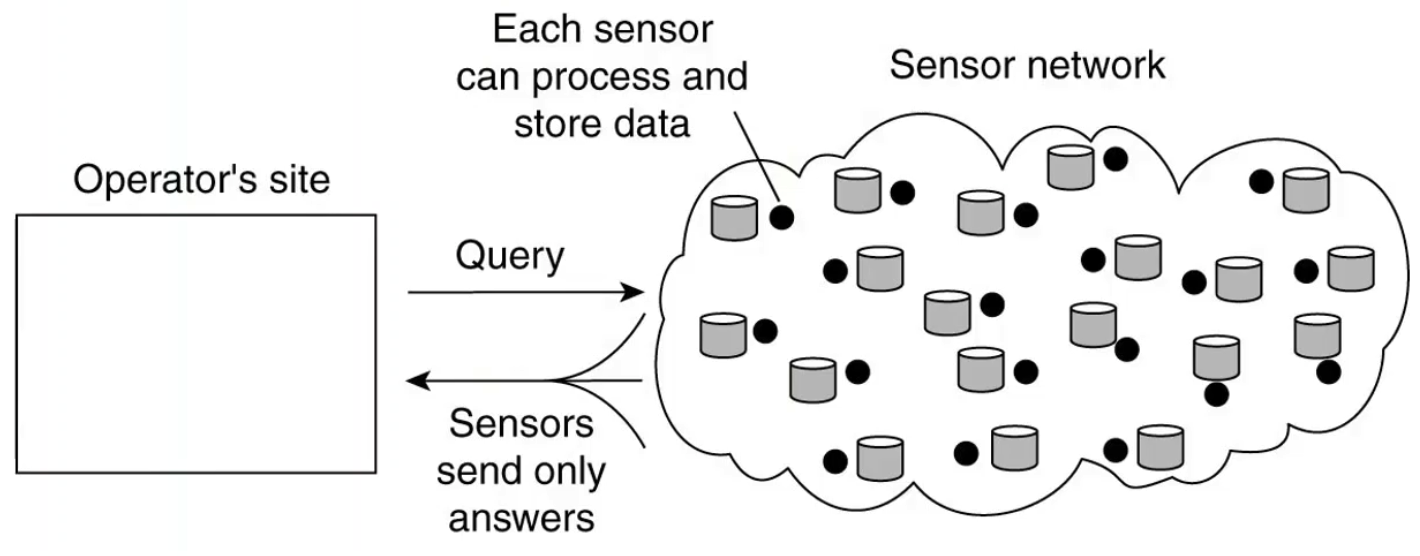 Each sensor
can process and
store data
Sensor network
Operator's site
Query
Sensors
send only
answers